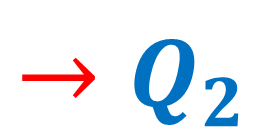 → Q₂